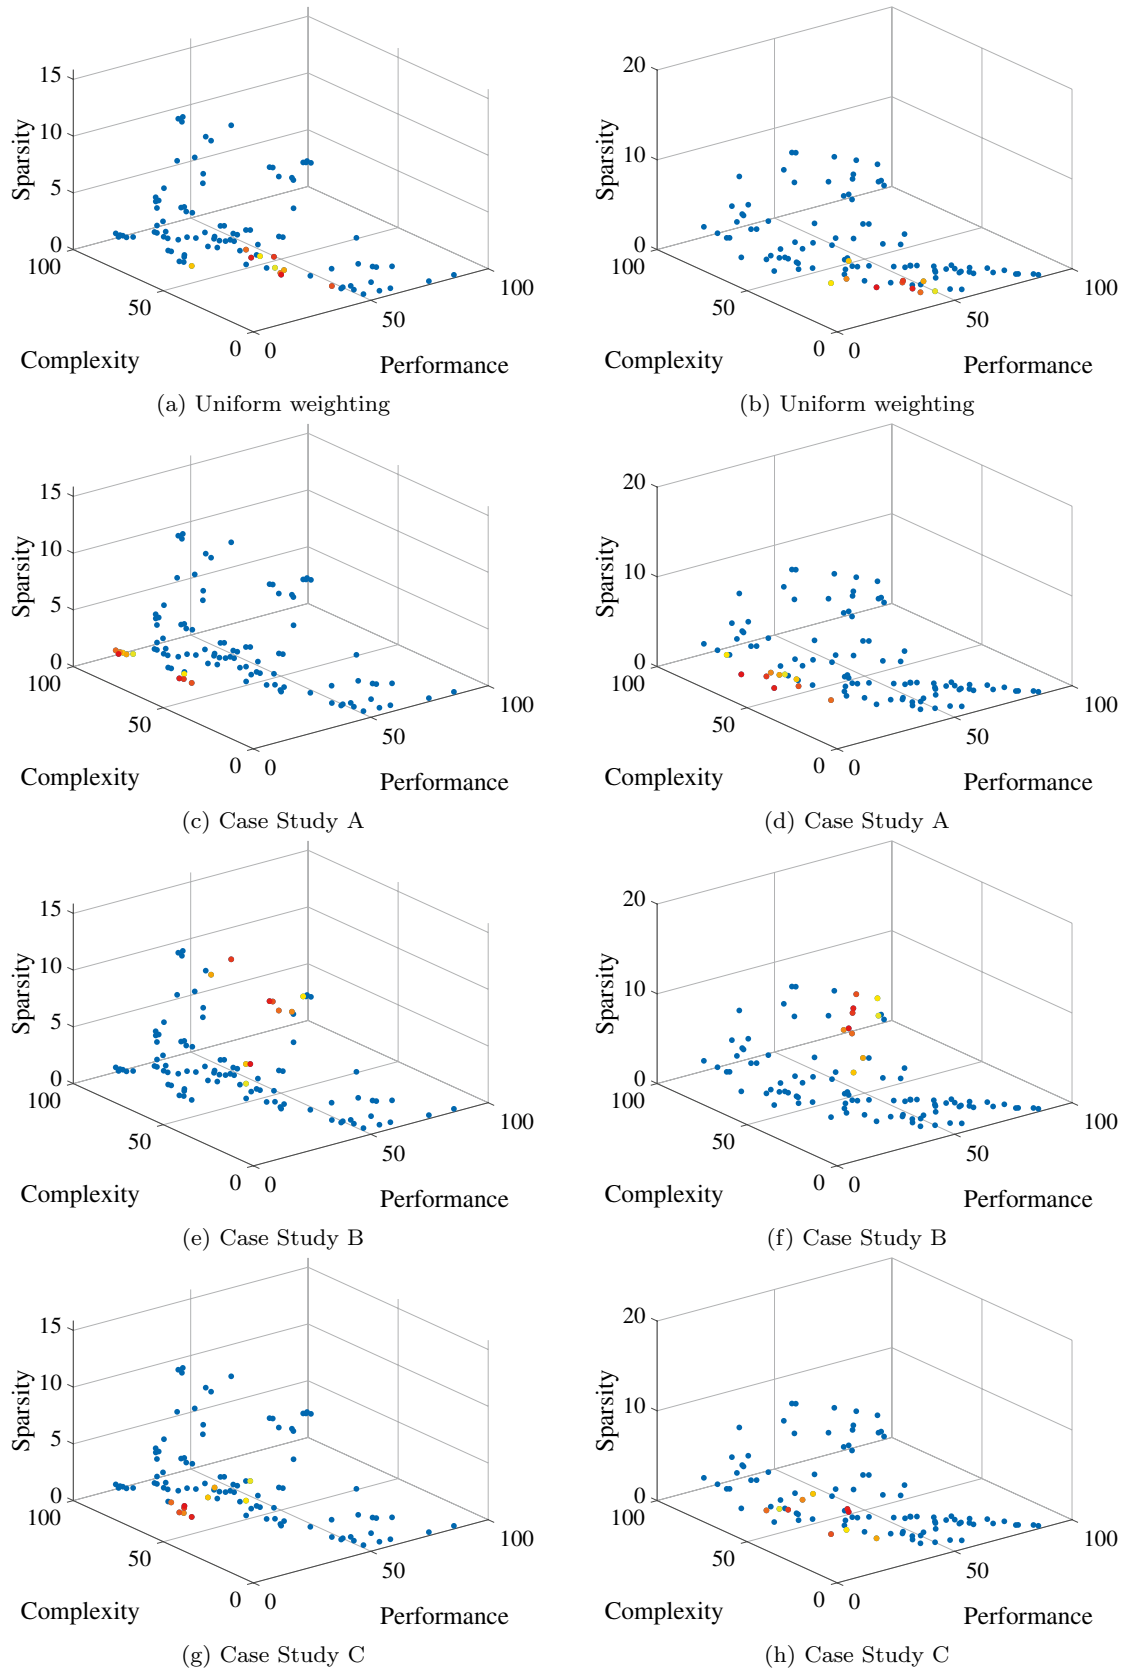 15
10
5
0
Sparsity
100
50
0
Complexity
0
50
100
Performance
(a) Uniform weighting
20
10
0
Sparsity
100
50
0
Complexity
0
50
100
Performance
(b) Uniform weighting
15
10
5
0
Sparsity
100
50
0
Complexity
0
50
100
Performance
(c) Case Study A
20
10
0
Sparsity
100
50
0
Complexity
0
50
100
Performance
(d) Case Study A
15
10
5
0
Sparsity
100
50
0
Complexity
0
50
100
Performance
(e) Case Study B
20
10
0
Sparsity
100
50
0
Complexity
0
50
100
Performance
(f) Case Study B
15
10
5
0
Sparsity
100
50
0
Complexity
0
50
100
Performance
(g) Case Study C
20
10
0
Sparsity
100
50
0
Complexity
0
50
100
Performance
(h) Case Study C